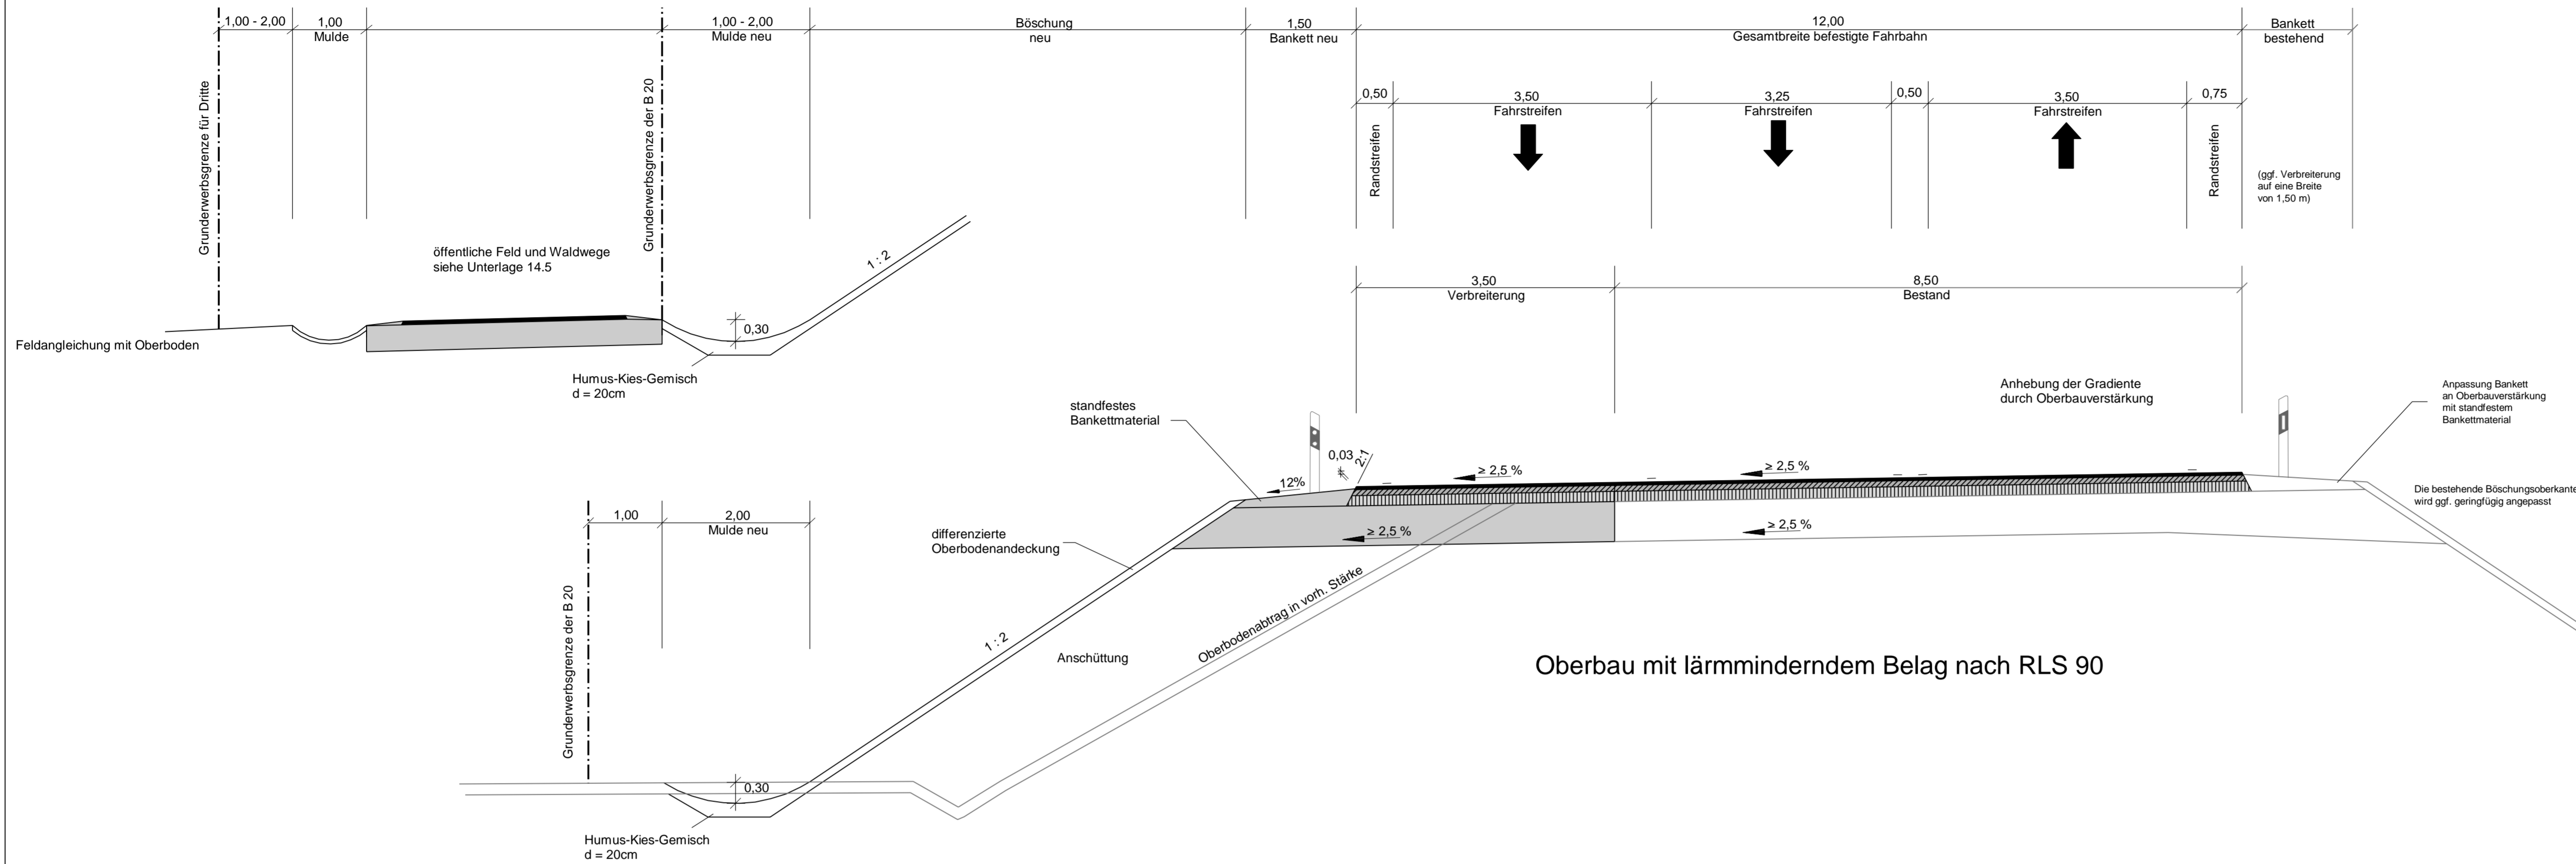 1,00 - 2,00
1,00
Mulde
1,00 - 2,00
Mulde neu
Böschung
neu
1,50
Bankett neu
12,00
Gesamtbreite befestigte Fahrbahn
Bankett
bestehend
Grunderwerbsgrenze für Dritte
Grunderwerbsgrenze der B 20
0,50
3,50
Fahrstreifen
3,25
Fahrstreifen
0,50
3,50
Fahrstreifen
0,75
Randstreifen
Randstreifen
(ggf. Verbreiterung
auf eine Breite
von 1,50 m)
öffentliche Feld und Waldwege
siehe Unterlage 14.5
1 : 2
3,50
Verbreiterung
8,50
Bestand
0,30
Feldangleichung mit Oberboden
Humus-Kies-Gemisch
d = 20cm
standfestes
Bankettmaterial
Anhebung der Gradiente
durch Oberbauverstärkung
Anpassung Bankett
an Oberbauverstärkung
mit standfestem
Bankettmaterial
0,03
2:1
12%
≥ 2,5 %
≥ 2,5 %
Die bestehende Böschungsoberkante
wird ggf. geringfügig angepasst
1,00
2,00
Mulde neu
differenzierte
Oberbodenandeckung
≥ 2,5 %
≥ 2,5 %
Grunderwerbsgrenze der B 20
1 : 2
Anschüttung
Oberbodenabtrag in vorh. Stärke
Oberbau mit lärmminderndem Belag nach RLS 90
0,30
Humus-Kies-Gemisch
d = 20cm